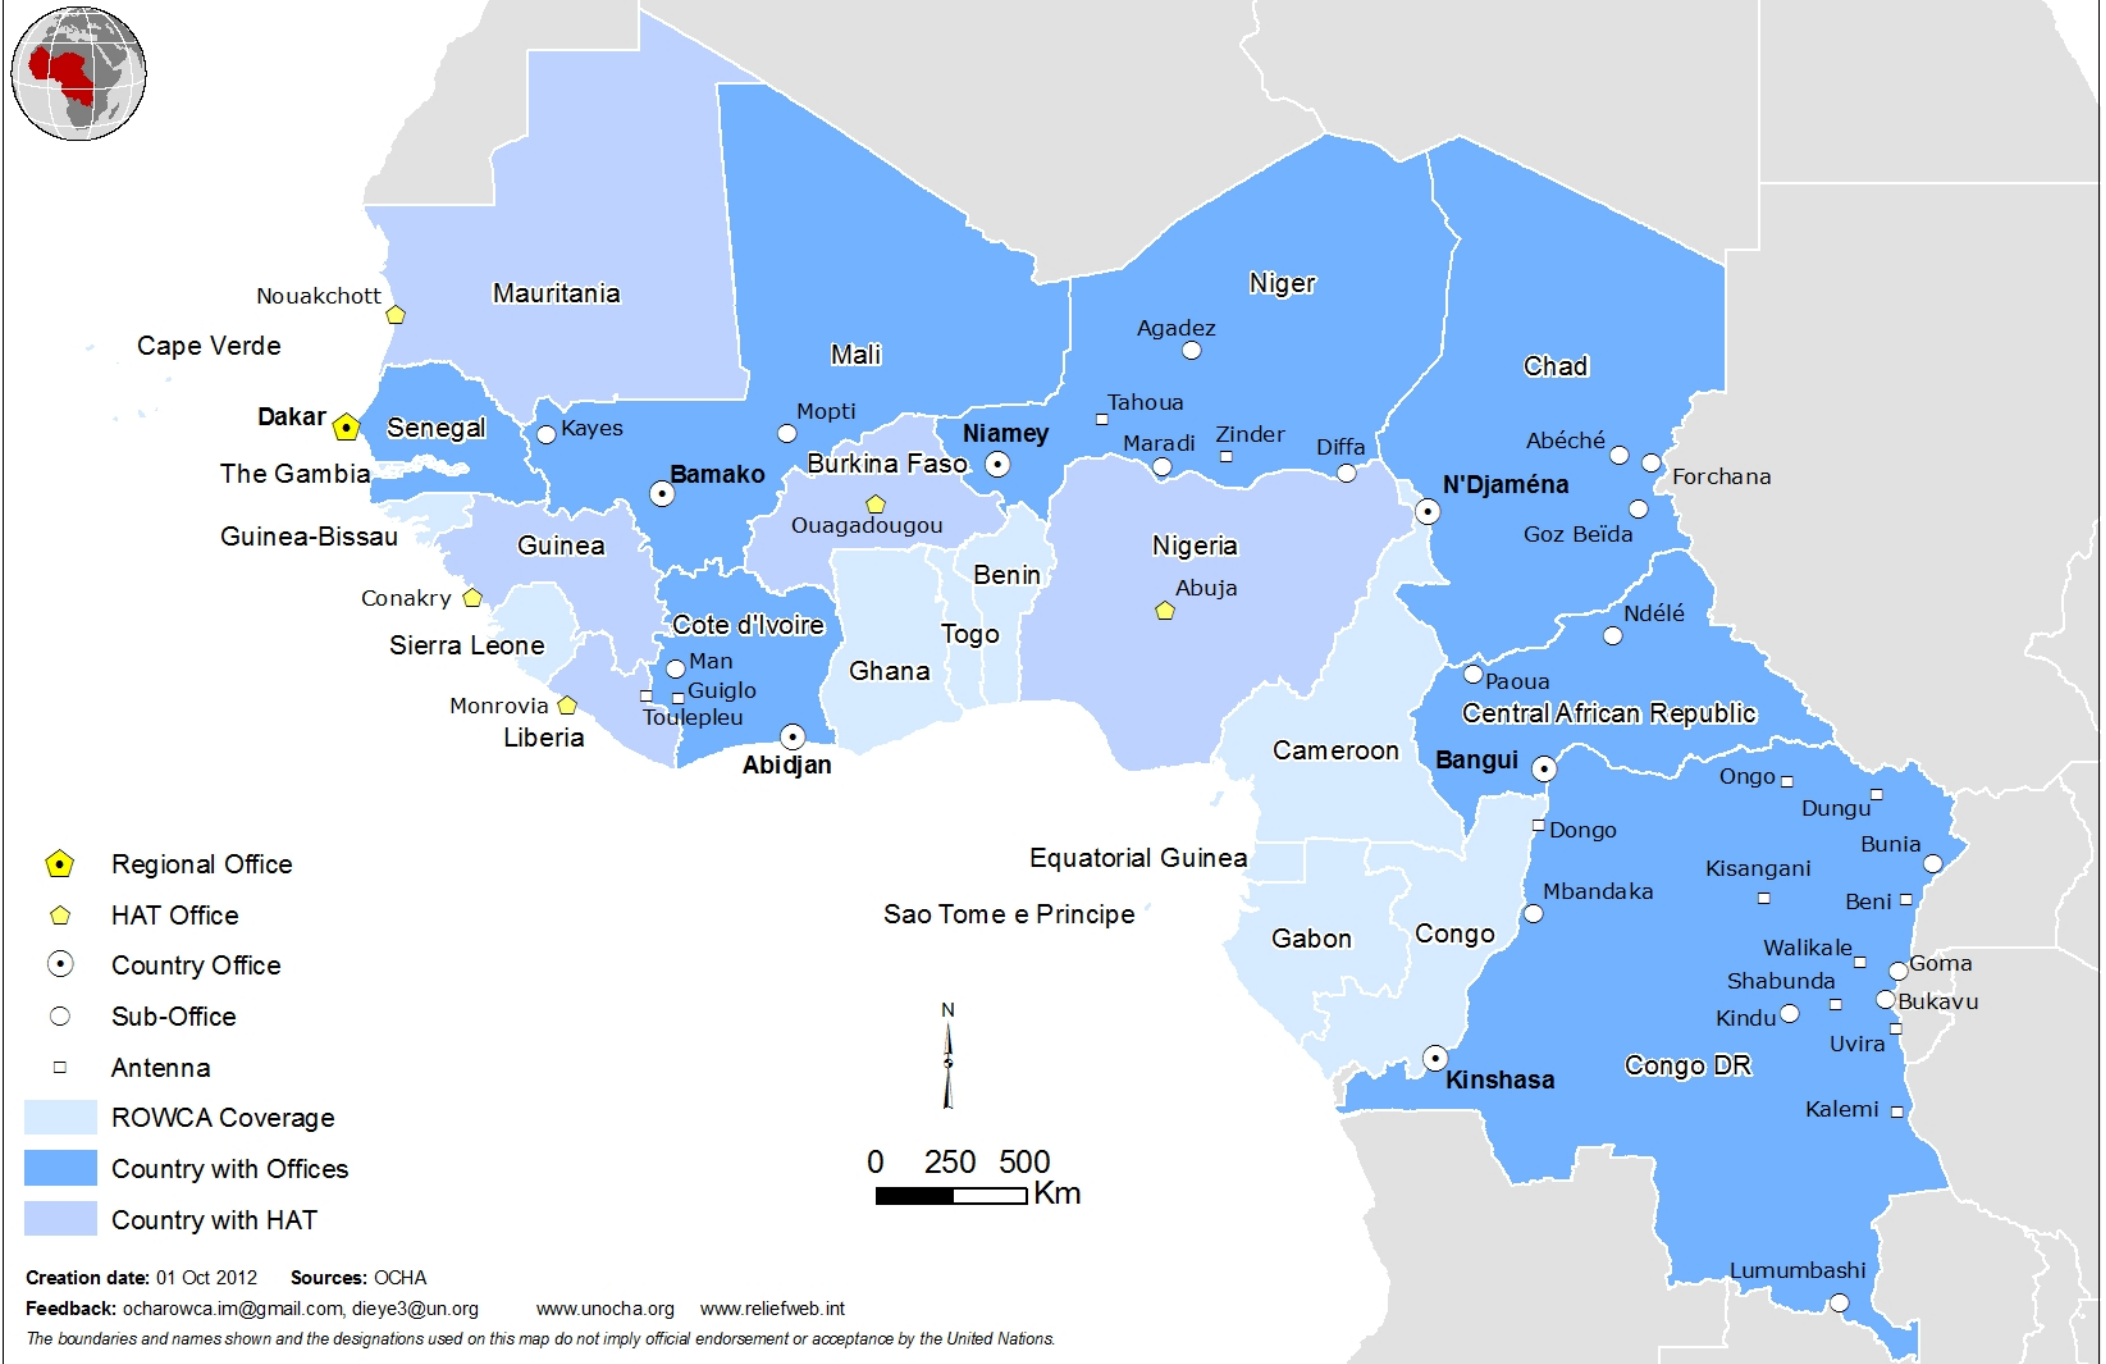 Mauritania
Nouakchott
Cape Verde
Niger
Agadez
Mali
Chad
Dakar
Senegal
Kayes
Mopti
Tahoua
Niamey
Maradi
Zinder
Diffa
Abéché
Forchana
The Gambia
Bamako
Burkina Faso
N'Djaména
Guinea-Bissau
Ouagadougou
Goz Beïda
Guinea
Nigeria
Benin
Abuja
Conakry
Ndélé
Cote d'Ivoire
Togo
Sierra Leone
Man
Ghana
Guiglo
Paoua
Monrovia
Toulepleu
Central African Republic
Liberia
Abidjan
Cameroon
Bangui
Ongo
Dungu
Dongo
Bunia
Equatorial Guinea
Kisangani
Mbandaka
Beni
Sao Tome e Principe
Gabon
Congo
Walikale
Goma
Shabunda
Bukavu
Kindu
Uvira
Congo DR
Kinshasa
Kalemi
Lumumbashi
Regional Office
HAT Office
Country Office
Sub-Office
Antenna
ROWCA Coverage
Country with Offices
Country with HAT
N
0 250 500
Km
Creation date: 01 Oct 2012 Sources: OCHA
Feedback: ocharowca.im@gmail.com, dieye3@un.org www.unocha.org www.reliefweb.int
The boundaries and names shown and the designations used on this map do not imply official endorsement or acceptance by the United Nations.